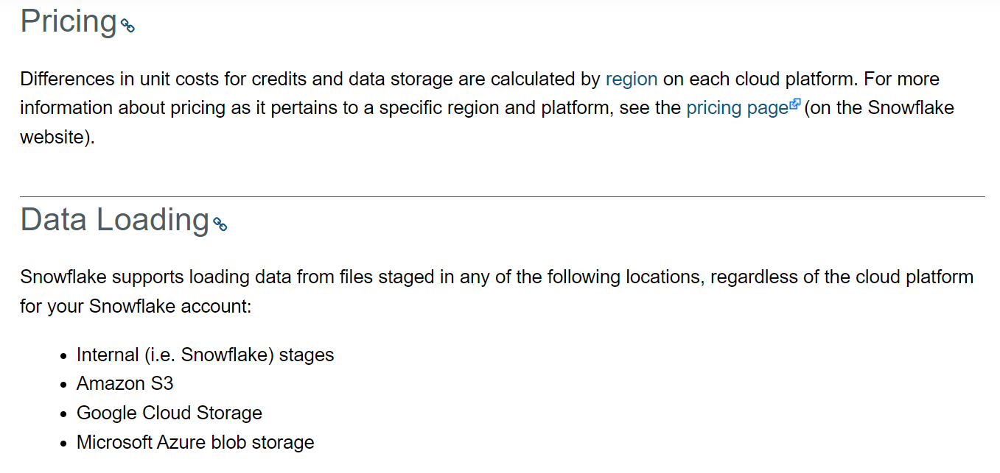 Pricing
Differences in unit costs for credits and data storage are calculated by region on each cloud platform. For more
information about pricing as it pertains to a specific region and platform, see the pricing page (on the Snowflake
website).
Data Loading
Snowflake supports loading data from files staged in any of the following locations, regardless of the cloud platform
for your Snowflake account:
• Internal (i.e. Snowflake) stages
• Amazon S3
• Google Cloud Storage
• Microsoft Azure blob storage